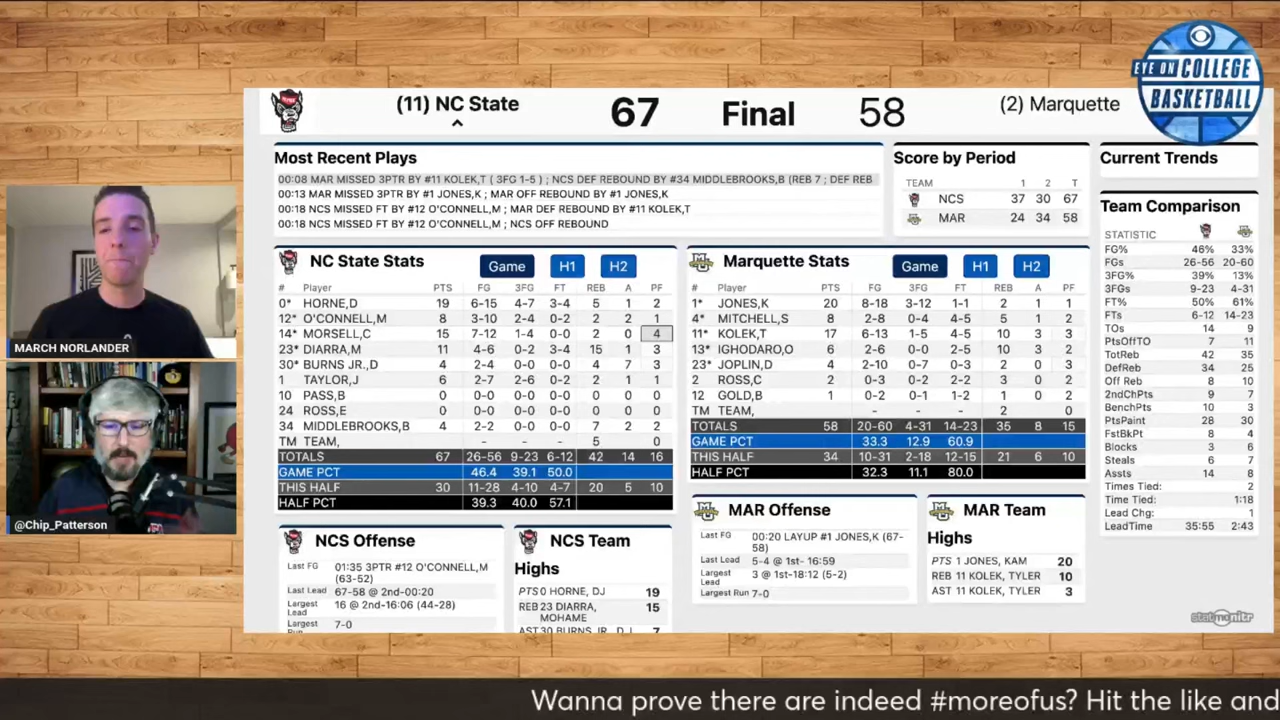 EYE ON COLLEGE
BASKETBALL
(11) NC State 67 Final 58 (2) Marquette
Most Recent Plays
00:08 MAR MISSED 3PTR BY #11 KOLEK,T ( 3FG 1-5 ) ; NCS DEF REBOUND BY #34 MIDDLEBROOKS,B (REB 7 ; DEF REB
00:13 MAR MISSED 3PTR BY #1 JONES,K ; MAR OFF REBOUND BY #1 JONES,K
00:18 NCS MISSED FT BY #12 O'CONNELL,M ; MAR DEF REBOUND BY #11 KOLEK,T
00:18 NCS MISSED FT BY #12 O'CONNELL,M ; NCS OFF REBOUND
Score by Period
TEAM 1 2 T
NCS 37 30 67
MAR 24 34 58
Current Trends
Team Comparison
STATISTIC
FG% 46% 33%
FGs 26-56 20-60
3FG% 39% 13%
3FGs 9-23 4-31
FT% 50% 61%
FTs 6-12 14-23
TOs 14 9
PtsOffTO 7 11
TotReb 42 35
DefReb 34 25
Off Reb 8 10
2ndChPts 9 7
BenchPts 10 3
PtsPaint 28 30
FstBkPt 8 4
Blocks 3 6
Steals 6 7
Assts 14 8
Times Tied: 2
Time Tied: 1:18
Lead Chg: 1
LeadTime 35:55 2:43
NC State Stats Game H1 H2
# Player PTS FG 3FG FT REB A PF
0* HORNE,D 19 6-15 4-7 3-4 5 1 2
12* O'CONNELL,M 8 3-10 2-4 0-2 2 2 1
14* MORSELL,C 15 7-12 1-4 0-0 2 0 4
23* DIARRA,M 11 4-6 0-2 3-4 15 1 3
30* BURNS JR.,D 4 2-4 0-0 0-0 4 7 3
1 TAYLOR,J 6 2-7 2-6 0-2 2 1 1
10 PASS,B 0 0-0 0-0 0-0 0 0 0
24 ROSS,E 0 0-0 0-0 0-0 0 0 0
34 MIDDLEBROOKS,B 4 2-2 0-0 0-0 7 2 2
TM TEAM, - - - 5 0
TOTALS 67 26-56 9-23 6-12 42 14 16
GAME PCT 46.4 39.1 50.0
THIS HALF 30 11-28 4-10 4-7 20 5 10
HALF PCT 39.3 40.0 57.1
Marquette Stats Game H1 H2
# Player PTS FG 3FG FT REB A PF
1* JONES,K 20 8-18 3-12 1-1 2 1 1
4* MITCHELL,S 8 2-8 0-4 4-5 5 1 2
11* KOLEK,T 17 6-13 1-5 4-5 10 3 3
13* IGHODARO,O 6 2-6 0-0 2-5 10 3 2
23* JOPLIN,D 4 2-10 0-7 0-3 2 0 3
2 ROSS,C 2 0-3 0-2 2-2 3 0 2
12 GOLD,B 1 0-2 0-1 1-2 1 0 2
TM TEAM, - - - 2 0
TOTALS 58 20-60 4-31 14-23 35 8 15
GAME PCT 33.3 12.9 60.9
THIS HALF 34 10-31 2-18 12-15 21 6 10
HALF PCT 32.3 11.1 80.0
NCS Offense
Last FG 01:35 3PTR #12 O'CONNELL,M
(63-52)
Last Lead 67-58 @ 2nd-00:20
Largest Lead 16 @ 2nd-16:06 (44-28)
Largest Run 7-0
NCS Team
Highs
PTS 0 HORNE, DJ 19
REB 23 DIARRA, MOHAME 15
AST 30 BURNS JR., DJ 7
MAR Offense
Last FG 00:20 LAYUP #1 JONES,K (67-
58)
Last Lead 5-4 @ 1st- 16:59
Largest Lead 3 @ 1st-18:12 (5-2)
Largest Run 7-0
MAR Team
Highs
PTS 1 JONES, KAM 20
REB 11 KOLEK, TYLER 10
AST 11 KOLEK, TYLER 3
statmonitr
MARCH NORLANDER
@Chip_Patterson
Wanna prove there are indeed #moreofus? Hit the like and